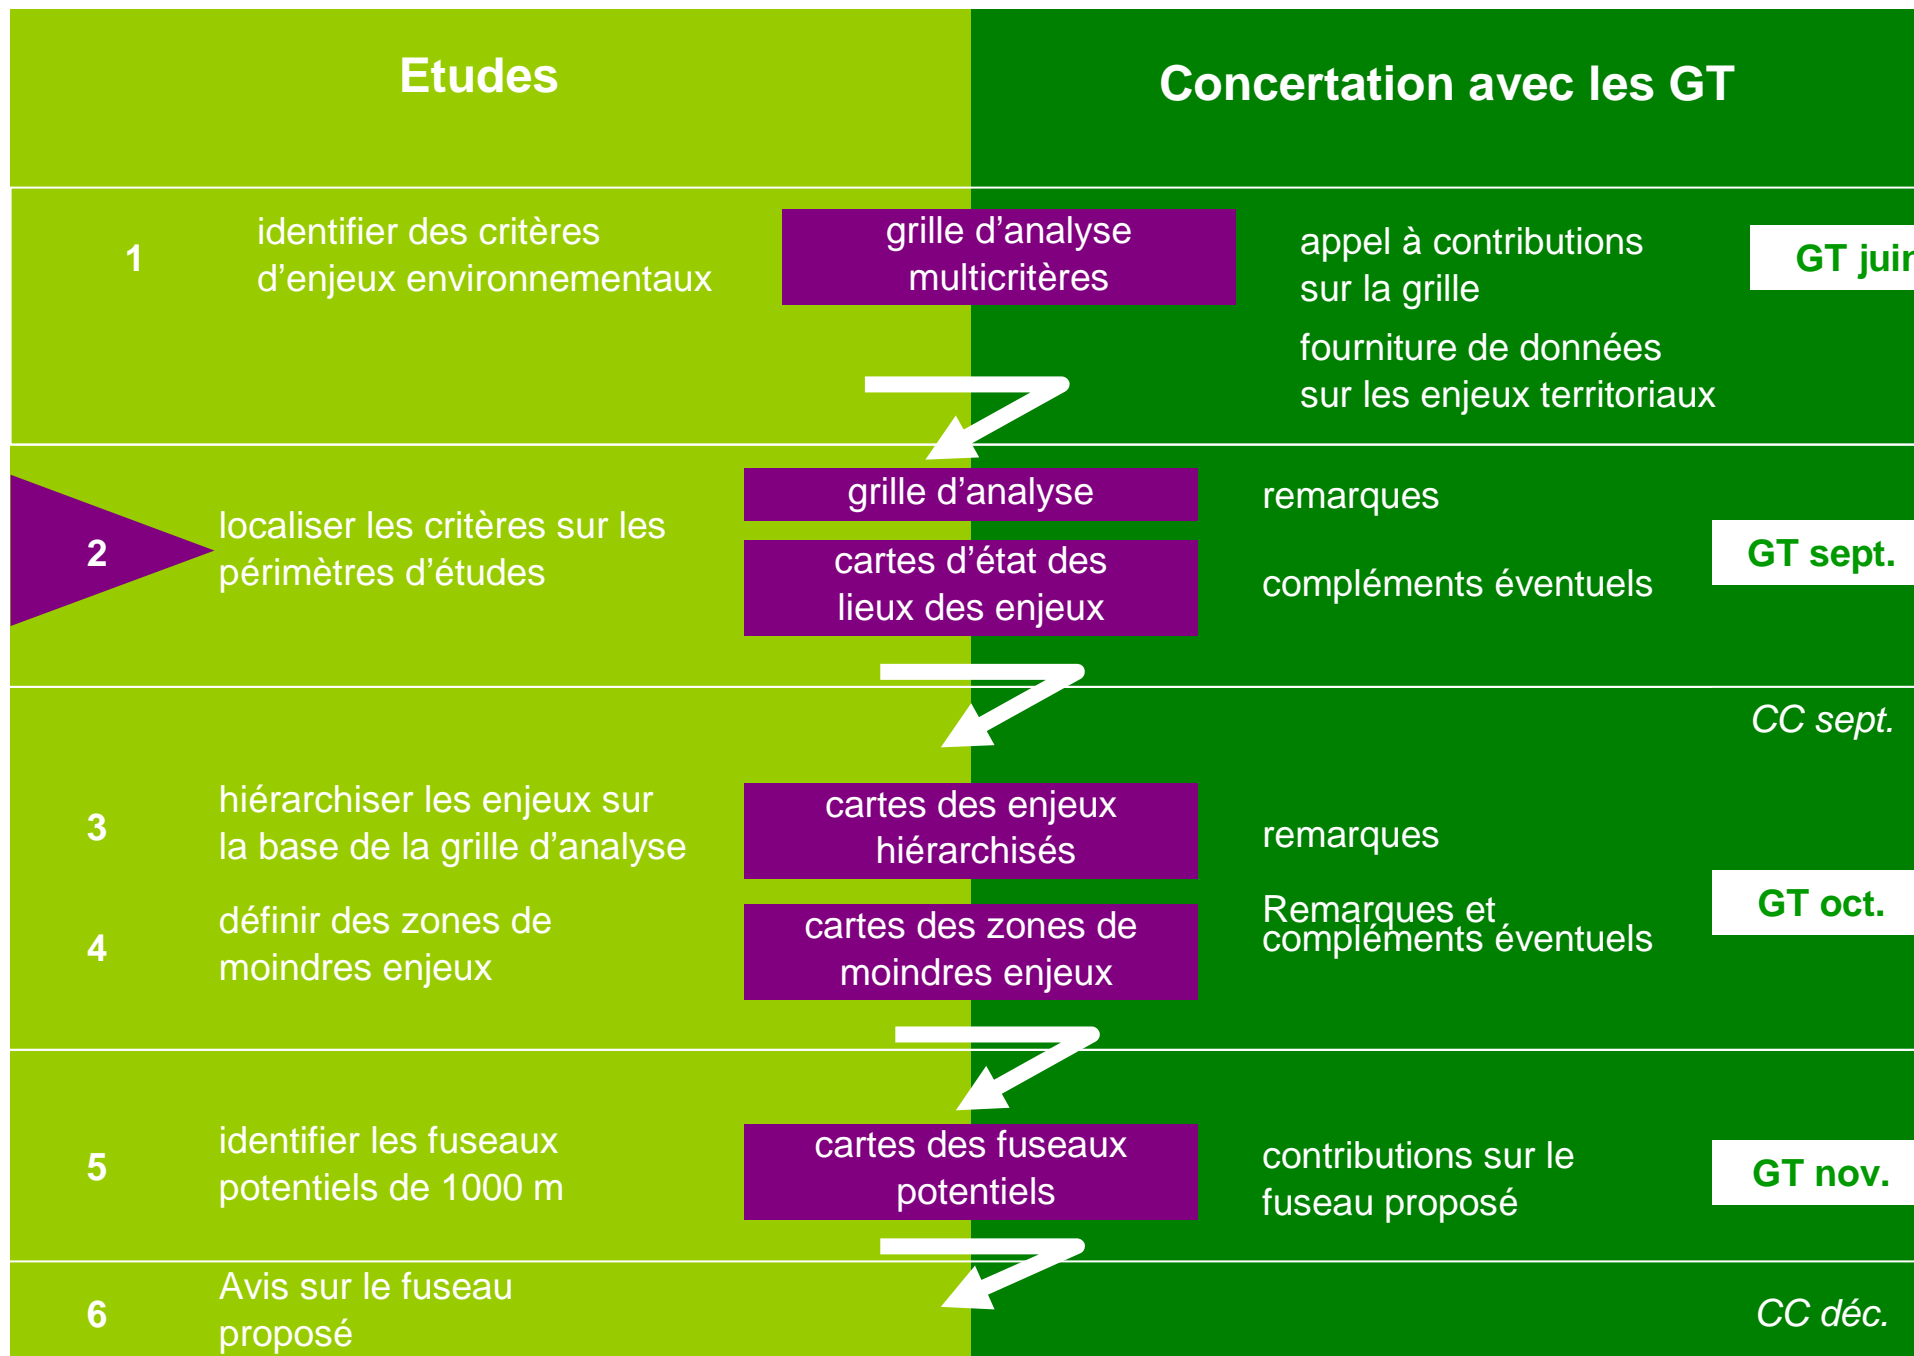 Etudes
Concertation avec les GT
1
identifier des critères
d’enjeux environnementaux
grille d’analyse
multicritères
appel à contributions
sur la grille
fourniture de données
sur les enjeux territoriaux
GT juin
2
localiser les critères sur les
périmètres d’études
grille d’analyse
cartes d’état des
lieux des enjeux
remarques
compléments éventuels
GT sept.
CC sept.
3
hiérarchiser les enjeux sur
la base de la grille d’analyse
cartes des enjeux
hiérarchisés
remarques
4
définir des zones de
moindres enjeux
cartes des zones de
moindres enjeux
Remarques et
compléments éventuels
GT oct.
5
identifier les fuseaux
potentiels de 1000 m
cartes des fuseaux
potentiels
contributions sur le
fuseau proposé
GT nov.
6
Avis sur le fuseau
proposé
CC déc.